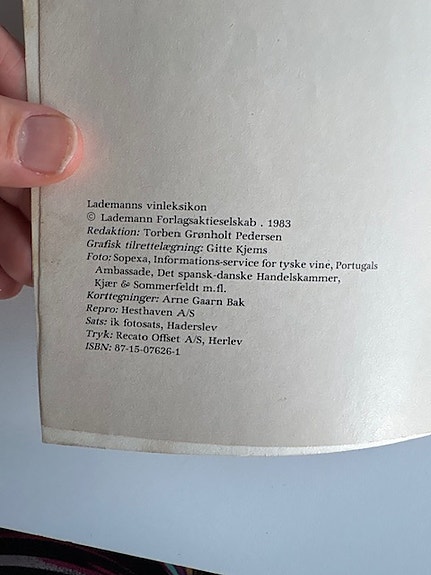 Lademanns vinleksikon
© Lademann Forlagsaktieselskab . 1983
Redaktion: Torben Grønholt Pedersen
Grafisk tilrettelægning: Gitte Kjems
Foto: Sopexa, Informations-service for tyske vine, Portugals
Ambassade, Det spansk-danske Handelskammer,
Kjær & Sommerfeldt m.fl.
Korttegninger: Arne Gaarn Bak
Repro: Hesthaven A/S
Sats: ik fotosats, Haderslev
Tryk: Recato Offset A/S, Herlev
ISBN: 87-15-07626-1